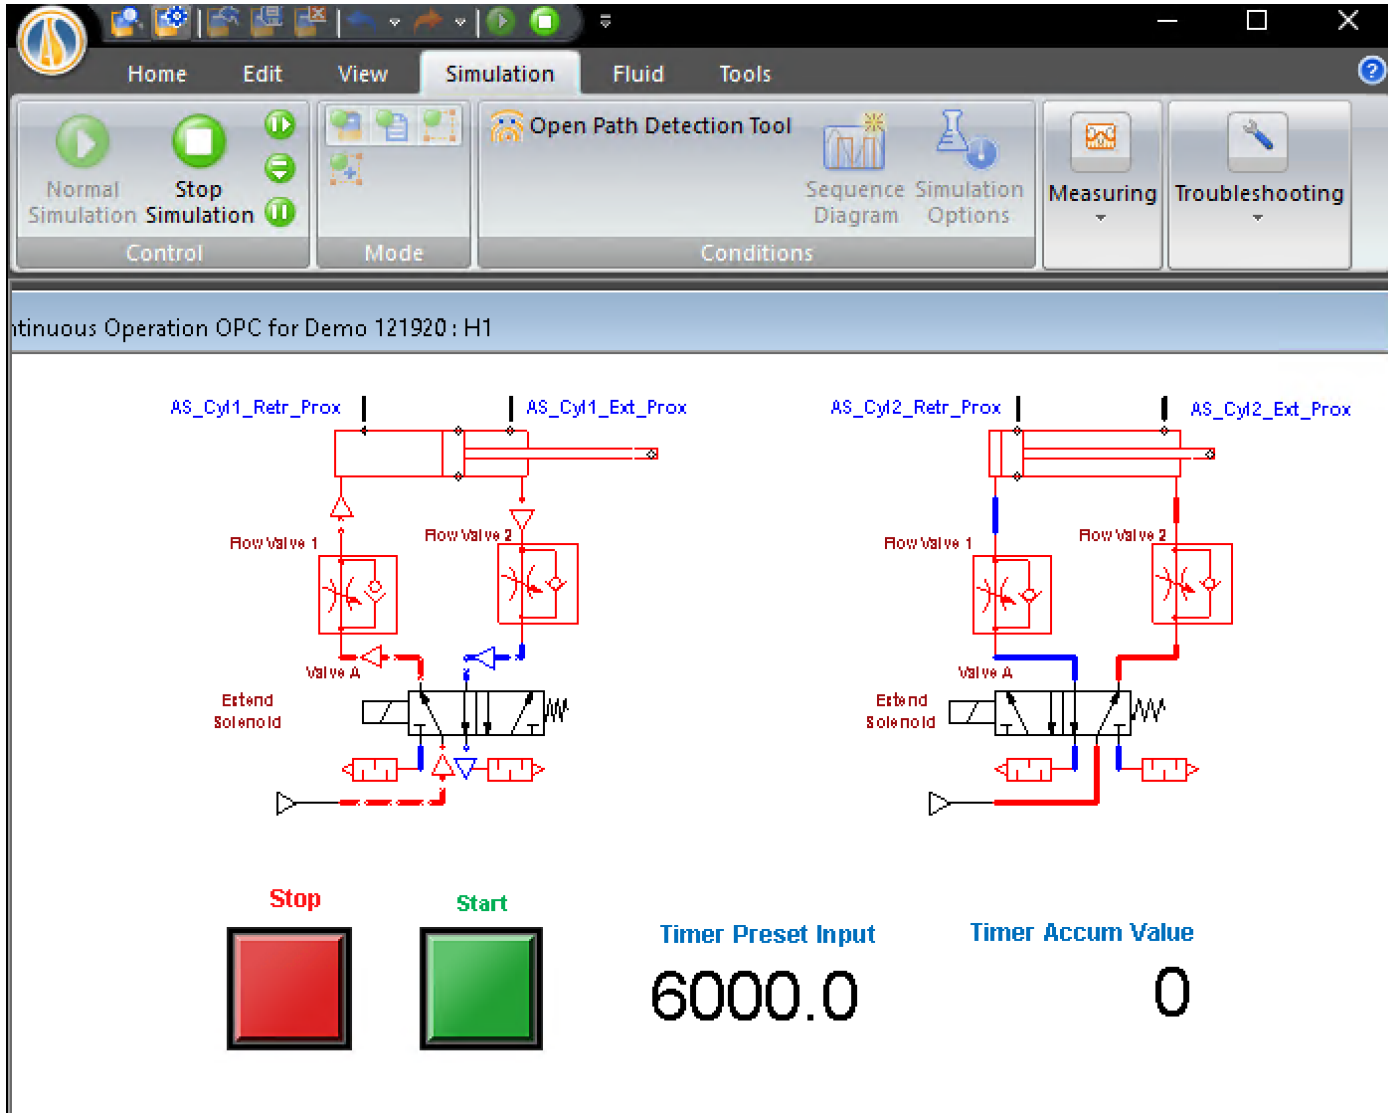 Home Edit View Simulation Fluid Tools
?
Open Path Detection Tool
Normal
Simulation
Stop
Simulation
Sequence
Diagram
Simulation
Options
Measuring
Troubleshooting
Control
Mode
Conditions
ntinuous Operation OPC for Demo 121920 : H1
AS_Cyl1_Retr_Prox
AS_Cyl1_Ext_Prox
AS_Cyl2_Retr_Prox
AS_Cyl2_Ext_Prox
Flow Valve 1
Flow Valve 2
Flow Valve 1
Flow Valve 2
Valve A
Valve A
Extend
Solenoid
Extend
Solenoid
Stop
Start
Timer Preset Input
Timer Accum Value
6000.0
0